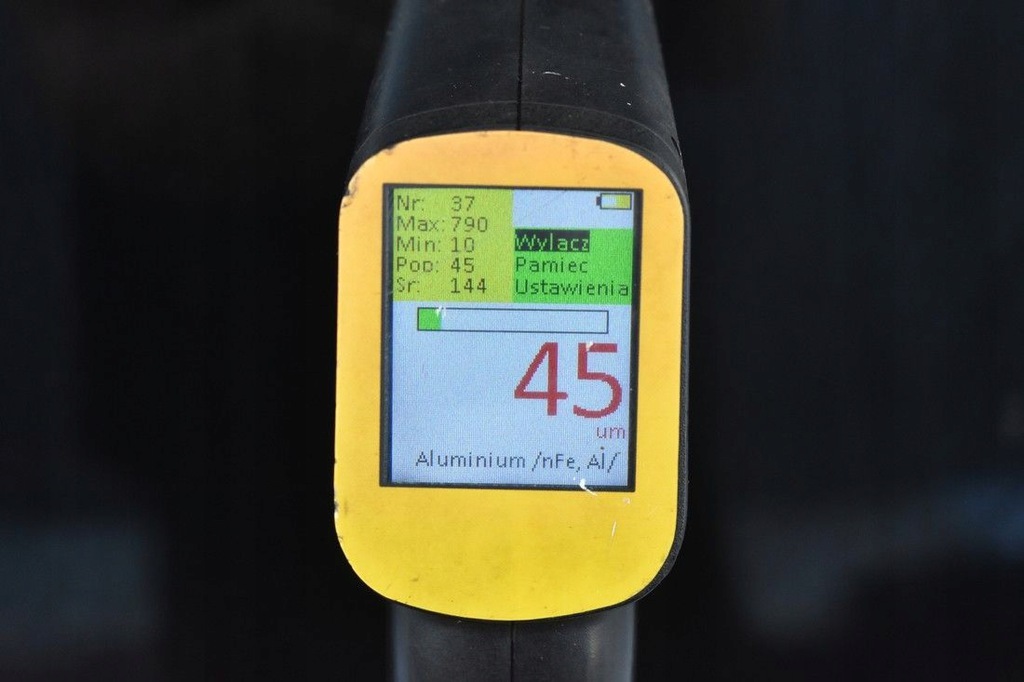 Nr: 37
Max: 790
Min: 10
Pop: 45
Sr: 144
Wylacz
Pamiec
Ustawienia
45
um
Aluminium /nFe, Al/